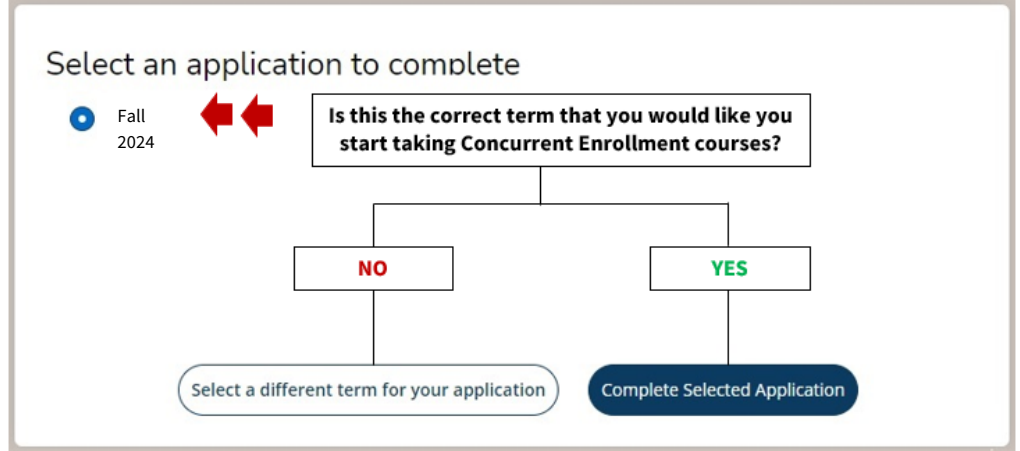 Select an application to complete
Fall
2024
Is this the correct term that you would like you
start taking Concurrent Enrollment courses?
NO
YES
Select a different term for your application
Complete Selected Application